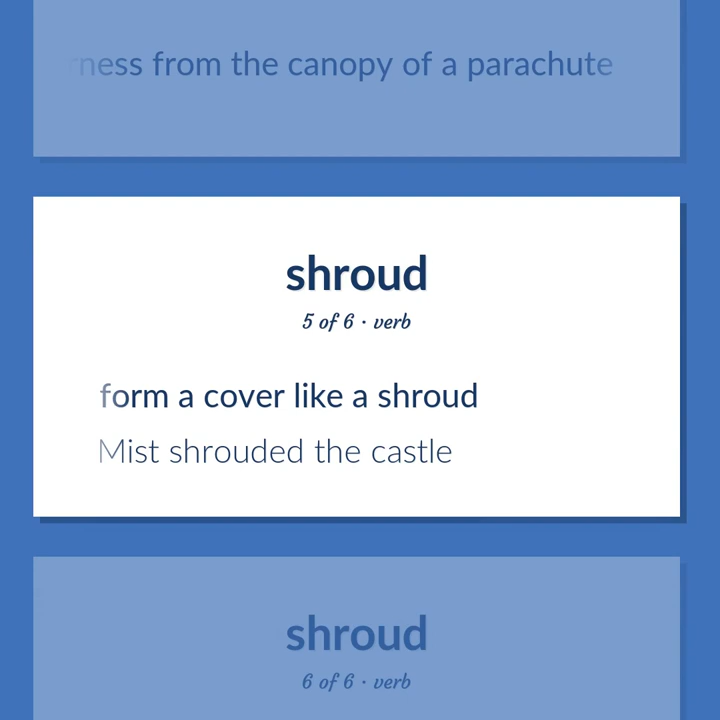 from the canopy of a parachute
shroud
5 of 6 · verb
form a cover like a shroud
Mist shrouded the castle
shroud
6 of 6 · verb